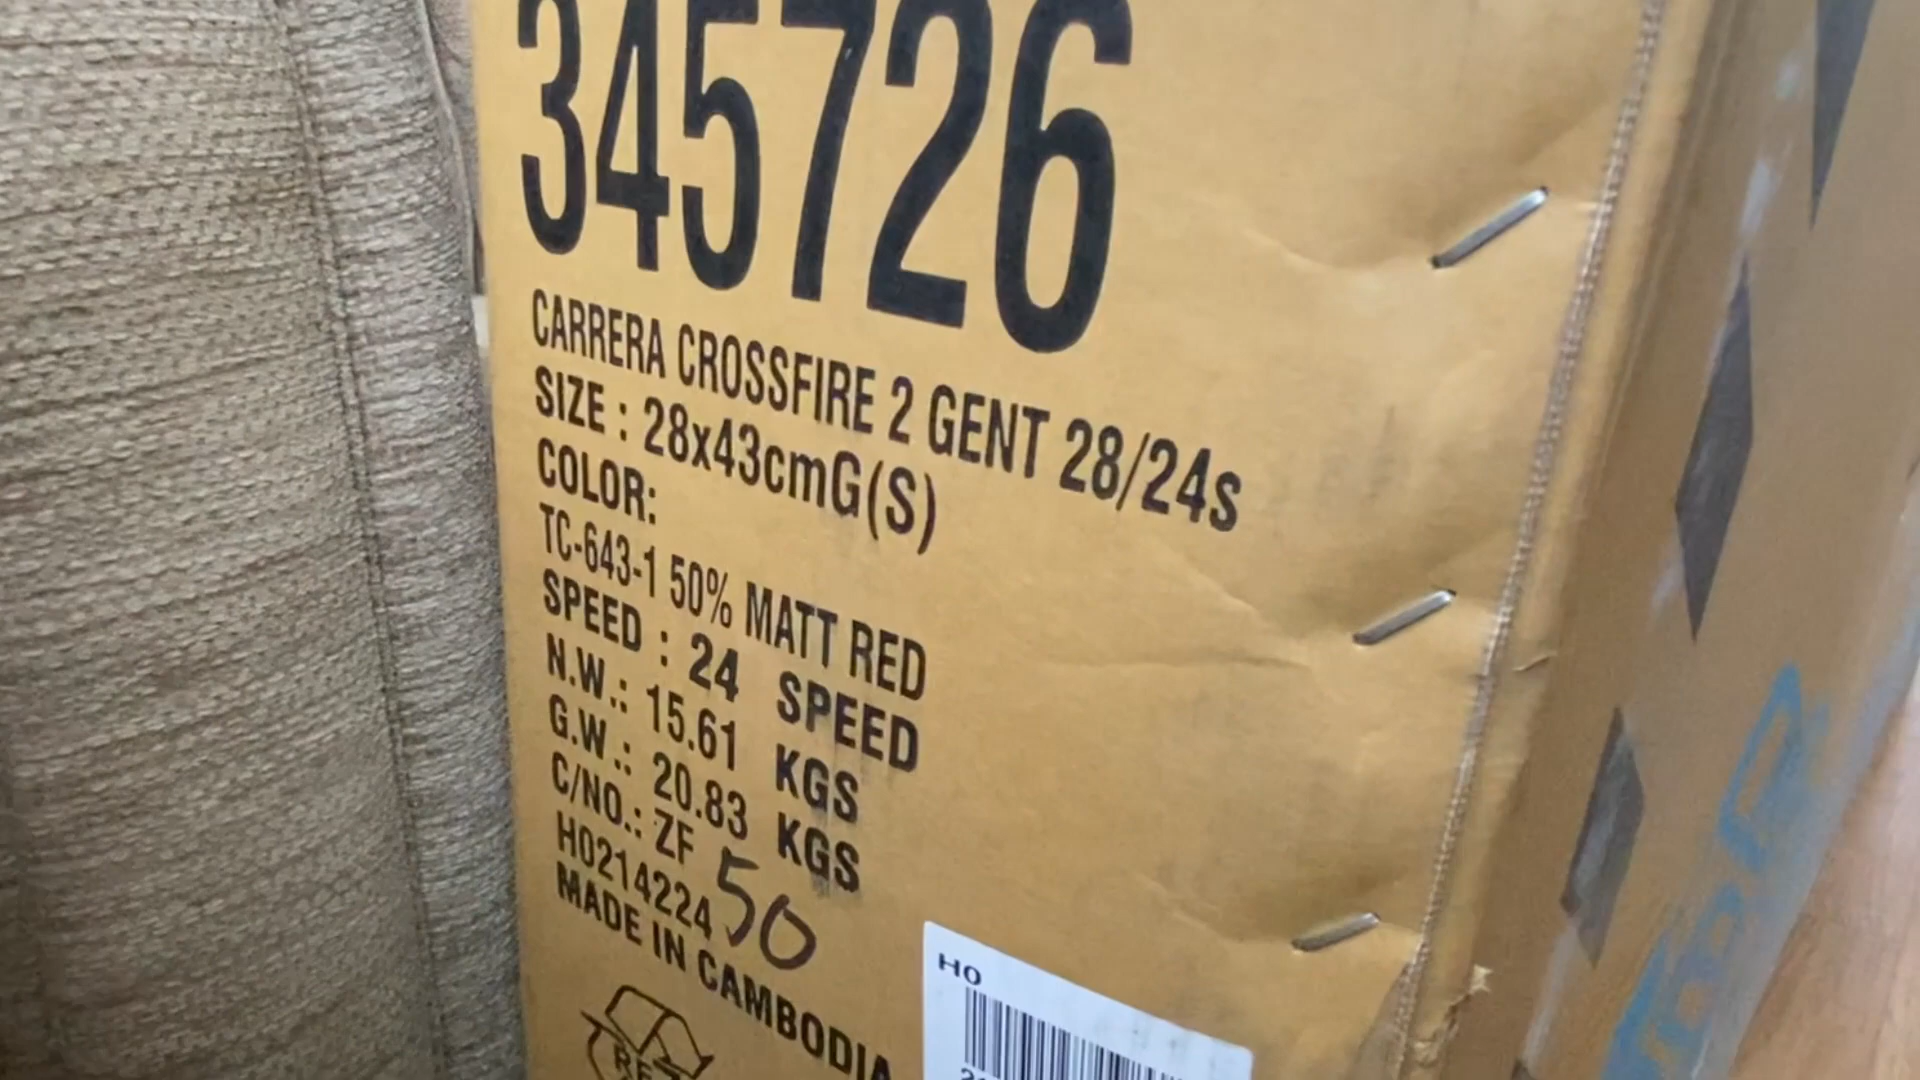 345726
CARRERA CROSSFIRE 2 GENT 28/24s
SIZE : 28x43cmG(S)
COLOR:
TC-643-1 50% MATT RED
SPEED : 24 SPEED
N.W.: 15.61 KGS
G.W.: 20.83 KGS
C/NO.: ZF 50
H0214224
MADE IN CAMBODIA
HO